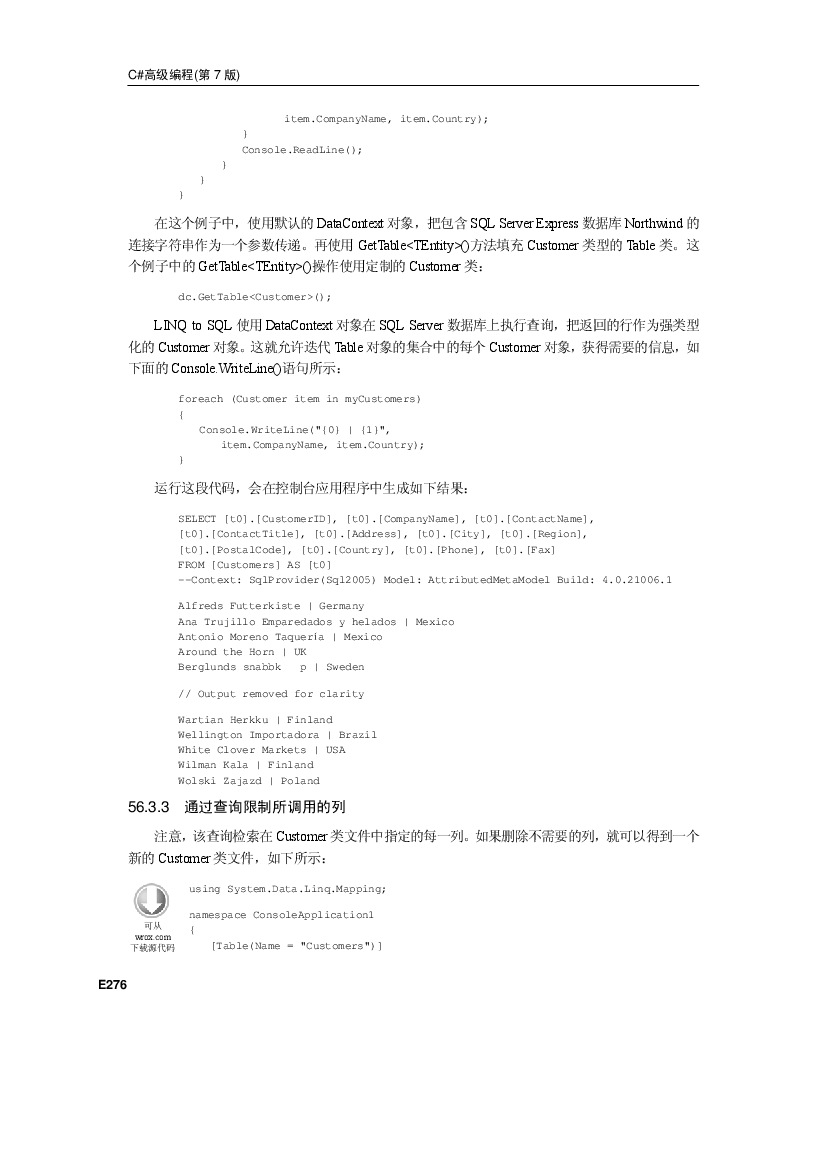 C#高级编程(第 7 版)
item.CompanyName, item.Country);
}
Console.ReadLine();
}
}
}
在这个例子中，使用默认的 DataContext 对象，把包含 SQL Server Express 数据库 Northwind 的
连接字符串作为一个参数传递。再使用 GetTable<TEntity>()方法填充 Customer 类型的 Table 类。这
个例子中的 GetTable<TEntity>()操作使用定制的 Customer 类：
dc.GetTable<Customer>();
LINQ to SQL 使用 DataContext 对象在 SQL Server 数据库上执行查询，把返回的行作为强类型
化的 Customer 对象。这就允许迭代 Table 对象的集合中的每个 Customer 对象，获得需要的信息，如
下面的 Console.WriteLine()语句所示：
foreach (Customer item in myCustomers)
{
Console.WriteLine("{0} | {1}",
item.CompanyName, item.Country);
}
运行这段代码，会在控制台应用程序中生成如下结果：
SELECT [t0].[CustomerID], [t0].[CompanyName], [t0].[ContactName],
[t0].[ContactTitle], [t0].[Address], [t0].[City], [t0].[Region],
[t0].[PostalCode], [t0].[Country], [t0].[Phone], [t0].[Fax]
FROM [Customers] AS [t0]
--Context: SqlProvider(Sql2005) Model: AttributedMetaModel Build: 4.0.21006.1
Alfreds Futterkiste | Germany
Ana Trujillo Emparedados y helados | Mexico
Antonio Moreno Taquería | Mexico
Around the Horn | UK
Berglunds snabbk p | Sweden
// Output removed for clarity
Wartian Herkku | Finland
Wellington Importadora | Brazil
White Clover Markets | USA
Wilman Kala | Finland
Wolski Zajazd | Poland
56.3.3 通过查询限制所调用的列
注意，该查询检索在 Customer 类文件中指定的每一列。如果删除不需要的列，就可以得到一个
新的 Customer 类文件，如下所示：
可从
wrox.com
下载源代码
using System.Data.Linq.Mapping;
namespace ConsoleApplication1
{
[Table(Name = "Customers")]
E276